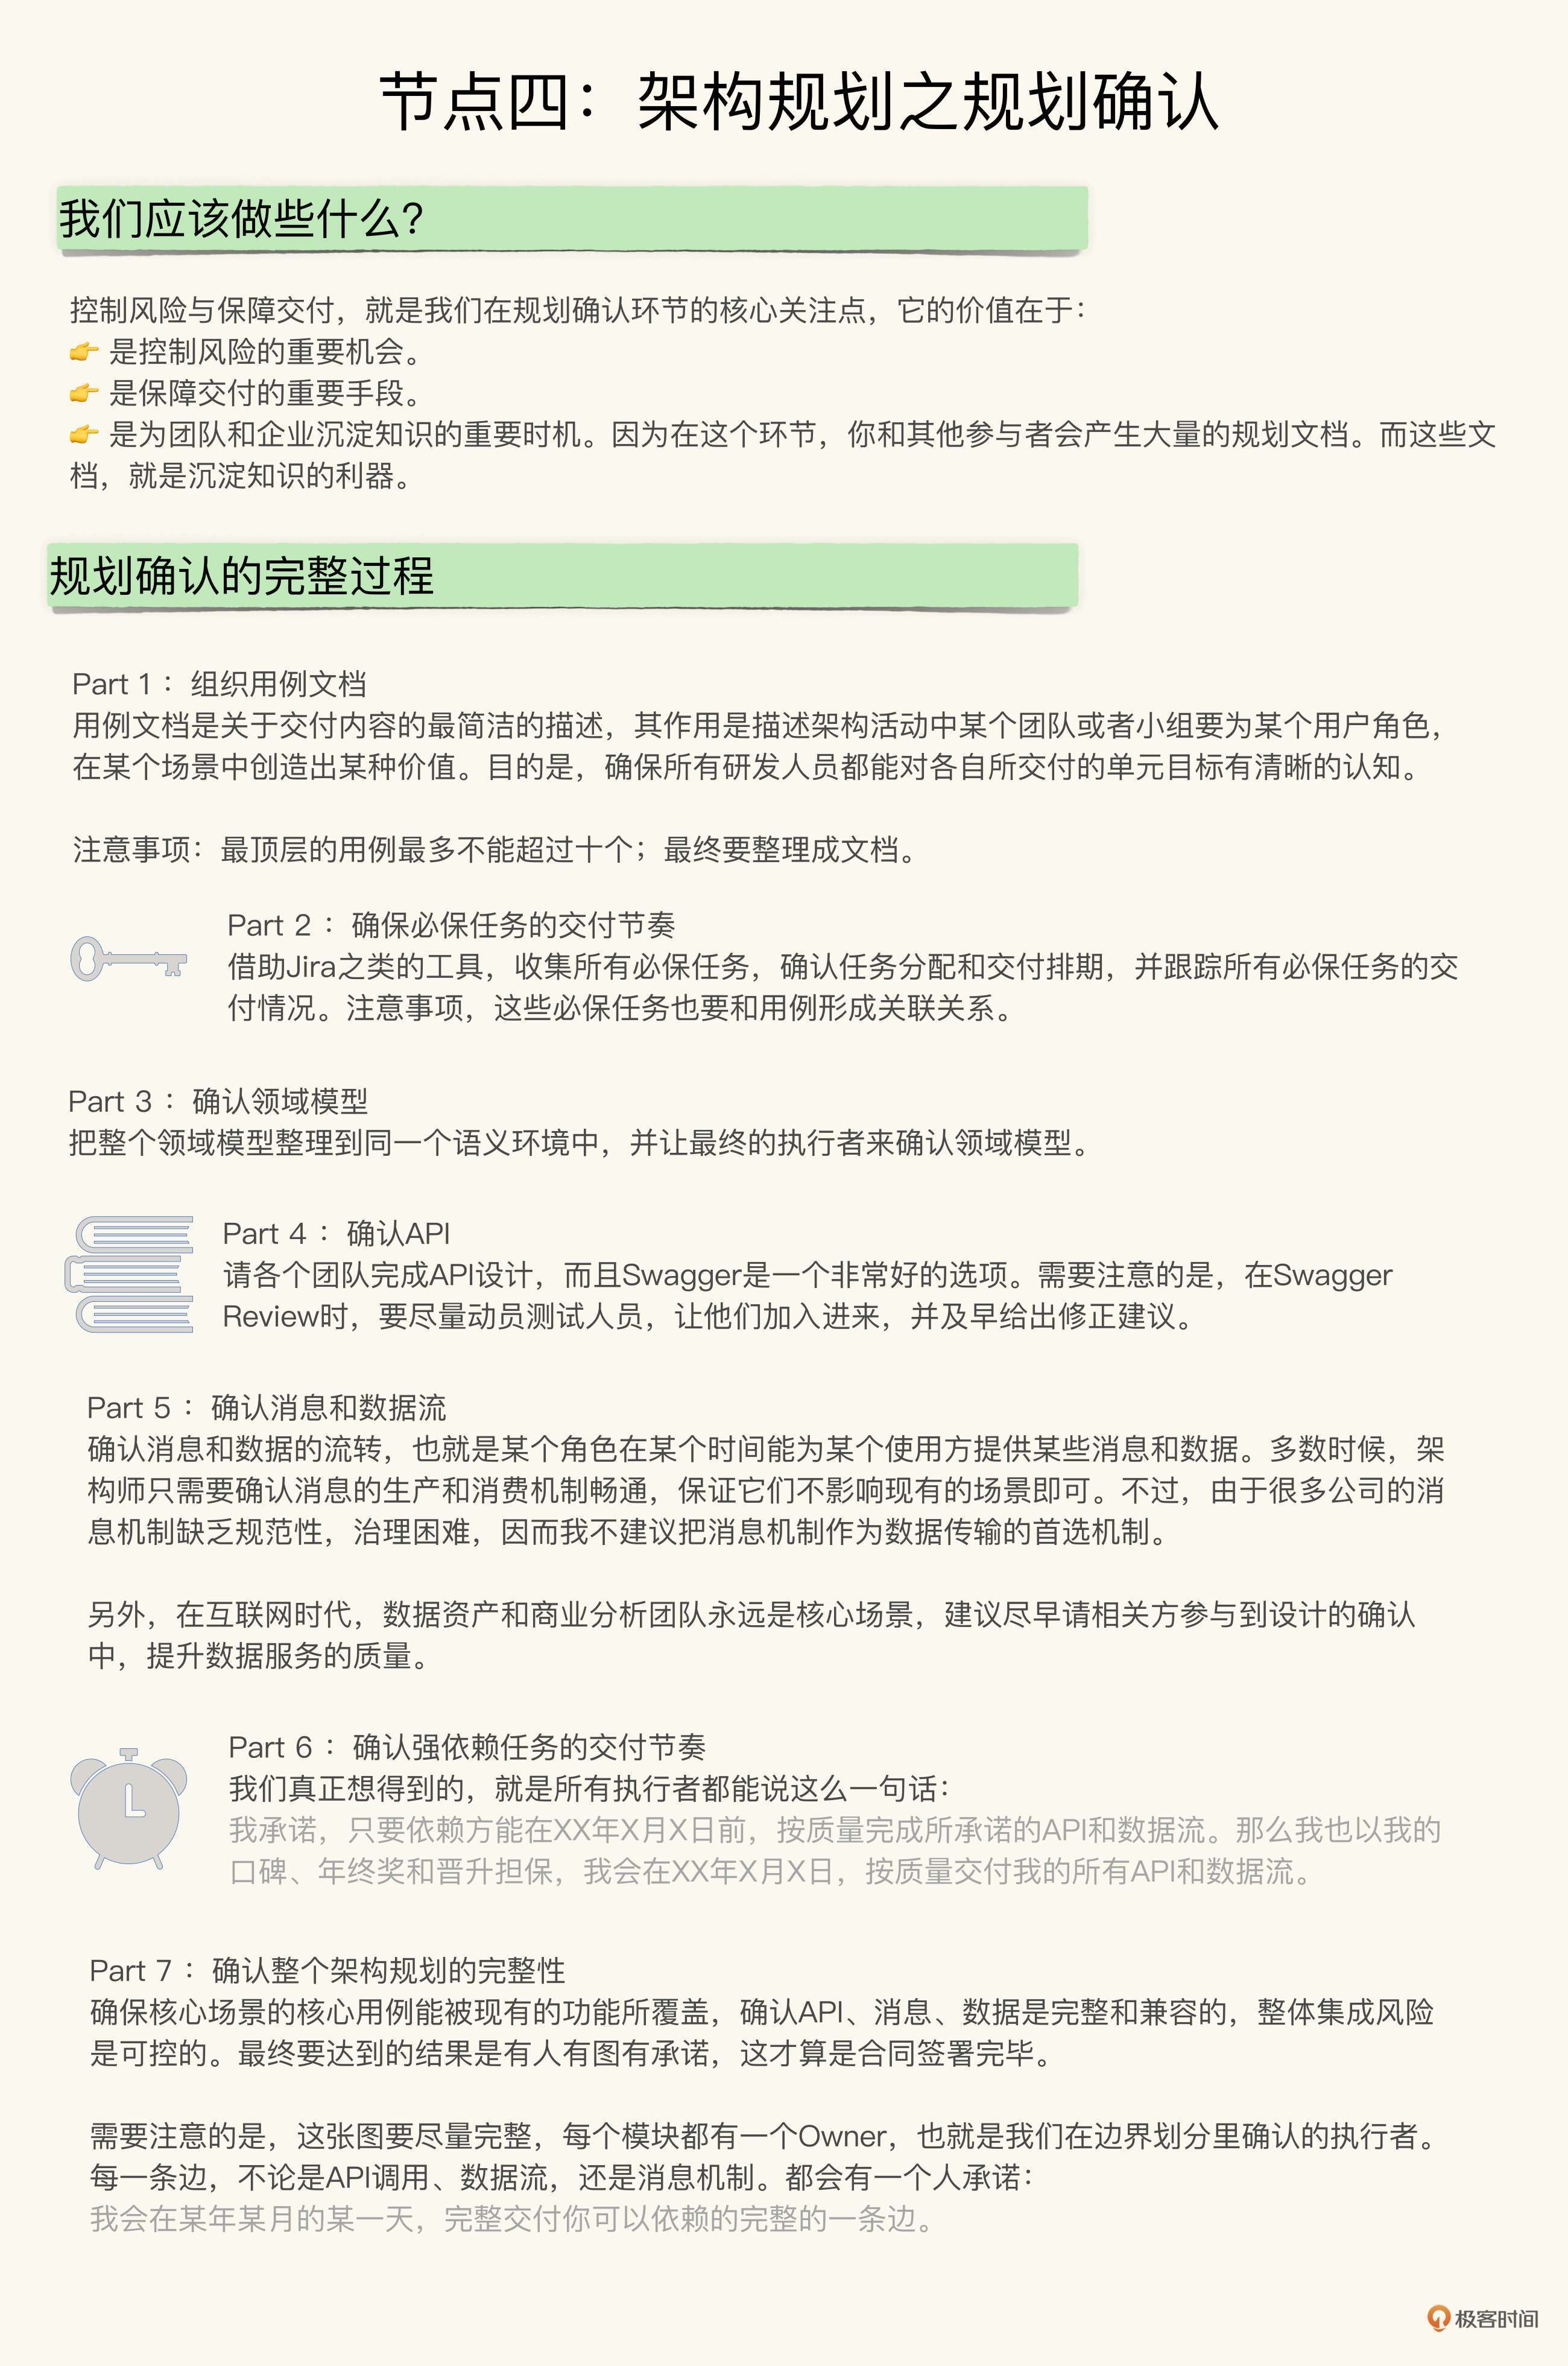 节点四：架构规划之规划确认
我们应该做些什么？
控制风险与保障交付，就是我们在规划确认环节的核心关注点，它的价值在于：
👉 是控制风险的重要机会。
👉 是保障交付的重要手段。
👉 是为团队和企业沉淀知识的重要时机。因为在这个环节，你和其他参与者会产生大量的规划文档。而这些文
档，就是沉淀知识的利器。
规划确认的完整过程
Part 1：组织用例文档
用例文档是关于交付内容的最简洁的描述，其作用是描述架构活动中某个团队或者小组要为某个用户角色，
在某个场景中创造出某种价值。目的是，确保所有研发人员都能对各自所交付的单元目标有清晰的认知。
注意事项：最顶层的用例最多不能超过十个；最终要整理成文档。
Part 2：确保必保任务的交付节奏
借助Jira之类的工具，收集所有必保任务，确认任务分配和交付排期，并跟踪所有必保任务的交
付情况。注意事项，这些必保任务也要和用例形成关联关系。
Part 3：确认领域模型
把整个领域模型整理到同一个语义环境中，并让最终的执行者来确认领域模型。
Part 4：确认API
请各个团队完成API设计，而且Swagger是一个非常好的选项。需要注意的是，在Swagger
Review时，要尽量动员测试人员，让他们加入进来，并及早给出修正建议。
Part 5：确认消息和数据流
确认消息和数据的流转，也就是某个角色在某个时间能为某个使用方提供某些消息和数据。多数时候，架
构师只需要确认消息的生产和消费机制畅通，保证它们不影响现有的场景即可。不过，由于很多公司的消
息机制缺乏规范性，治理困难，因而我不建议把消息机制作为数据传输的首选机制。
另外，在互联网时代，数据资产和商业分析团队永远是核心场景，建议尽早请相关方参与到设计的确认
中，提升数据服务的质量。
Part 6：确认强依赖任务的交付节奏
我们真正想得到的，就是所有执行者都能说这么一句话：
我承诺，只要依赖方能在XX年X月X日前，按质量完成所承诺的API和数据流。那么我也以我的
口碑、年终奖和晋升担保，我会在XX年X月X日，按质量交付我的所有API和数据流。
Part 7：确认整个架构规划的完整性
确保核心场景的核心用例能被现有的功能所覆盖，确认API、消息、数据是完整和兼容的，整体集成风险
是可控的。最终要达到的结果是有人有图有承诺，这才算是合同签署完毕。
需要注意的是，这张图要尽量完整，每个模块都有一个Owner，也就是我们在边界划分里确认的执行者。
每一条边，不论是API调用、数据流，还是消息机制。都会有一个人承诺：
我会在某年某月的某一天，完整交付你可以依赖的完整的一条边。
极客时间